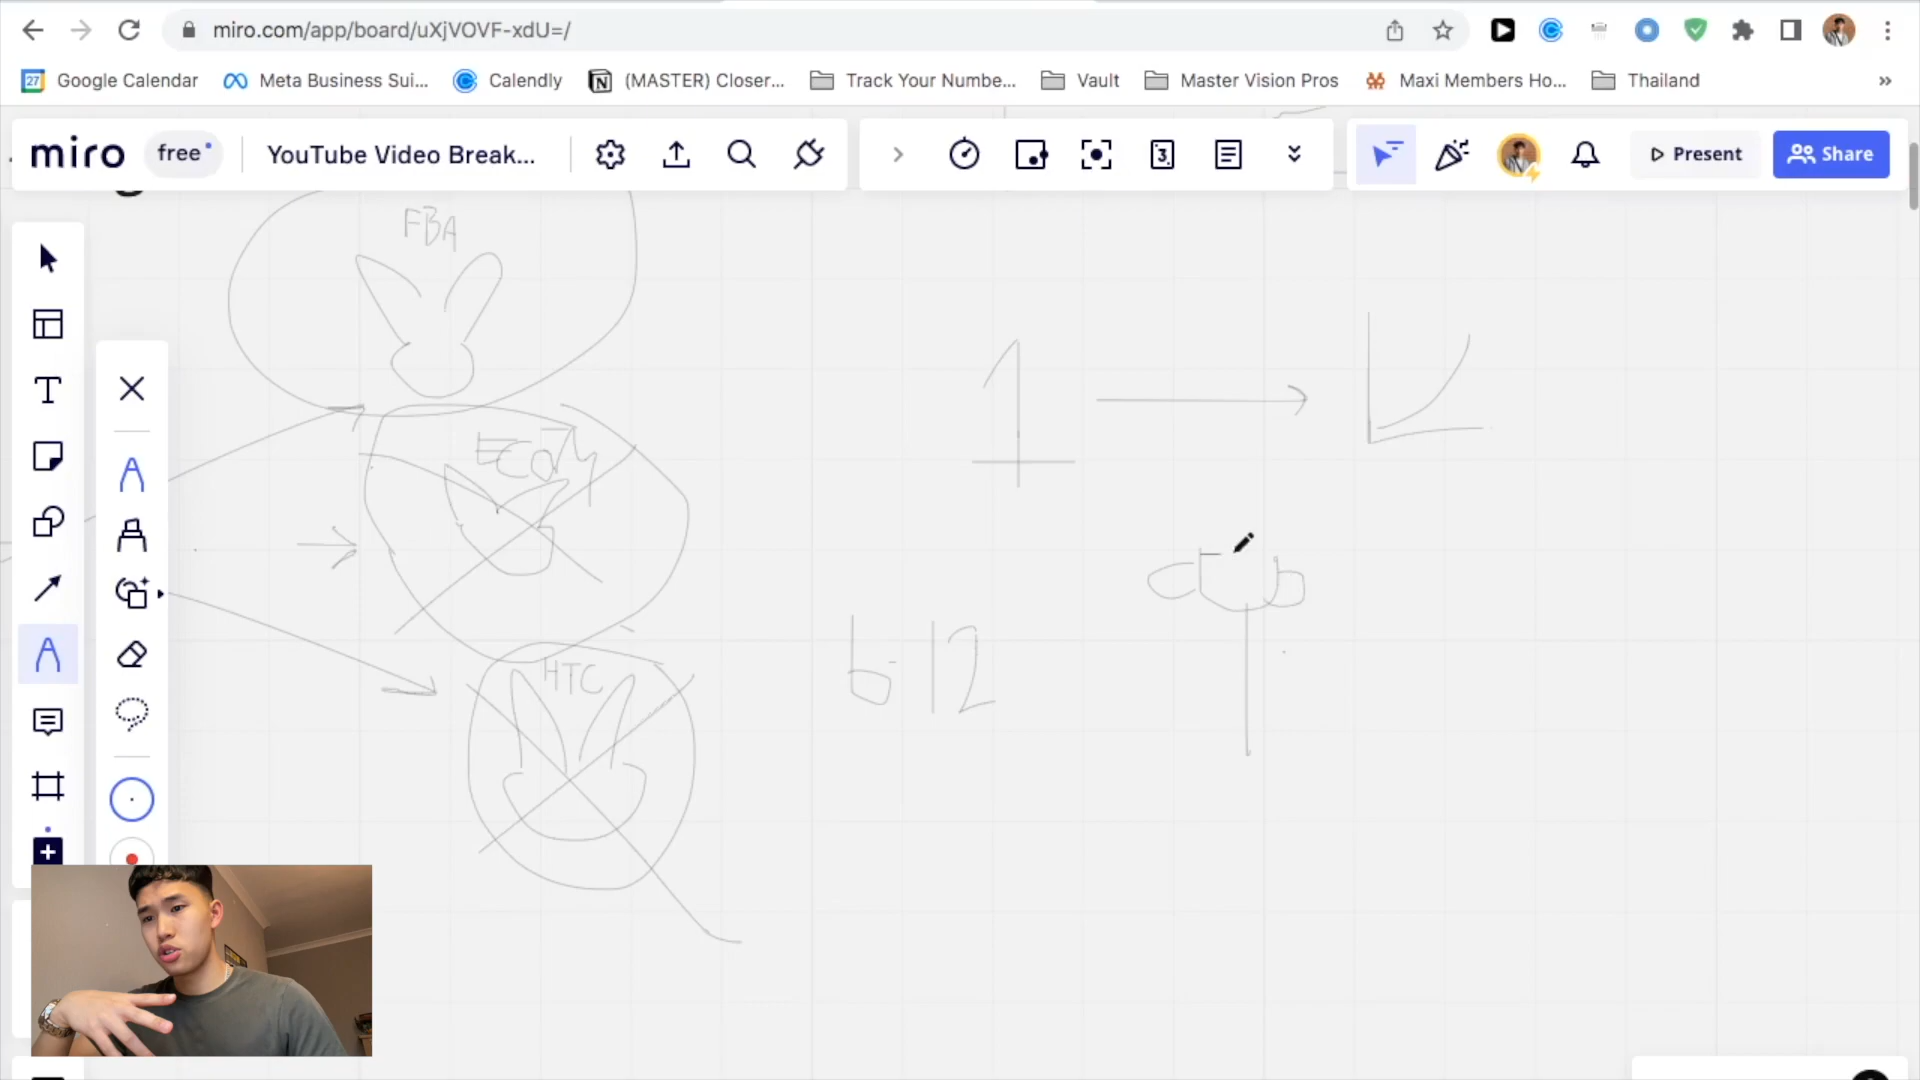 miro.com/app/board/uXjVOVF-xdU=/
27 Google Calendar Meta Business Sui... Calendly (MASTER) Closer... Track Your Numbe... Vault Master Vision Pros Maxi Members Ho... Thailand »
miro free YouTube Video Break... 3 Present Share
FBA
1
ECOM
6-12
HTC